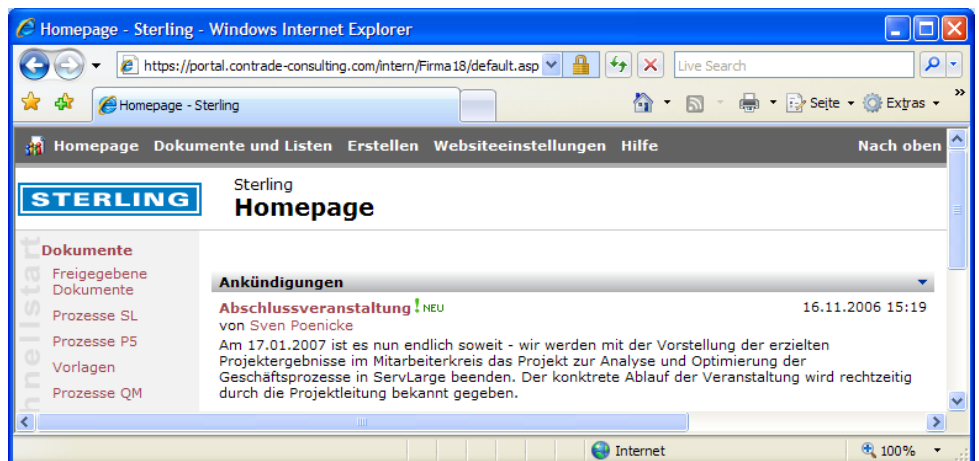 Homepage - Sterling - Windows Internet Explorer
https://portal.contrade-consulting.com/intern/Firma18/default.asp
Live Search
Homepage - Sterling
Seite
Extras
»
Homepage Dokumente und Listen Erstellen Websiteeinstellungen Hilfe Nach oben
STERLING
Sterling
Homepage
Dokumente
Freigegebene
Dokumente
Prozesse SL
Prozesse P5
Vorlagen
Prozesse QM
hnellstart
Ankündigungen
Abschlussveranstaltung ! NEU 16.11.2006 15:19
von Sven Poenicke
Am 17.01.2007 ist es nun endlich soweit - wir werden mit der Vorstellung der erzielten
Projektergebnisse im Mitarbeiterkreis das Projekt zur Analyse und Optimierung der
Geschäftsprozesse in ServLarge beenden. Der konkrete Ablauf der Veranstaltung wird rechtzeitig
durch die Projektleitung bekannt gegeben.
Internet 100%